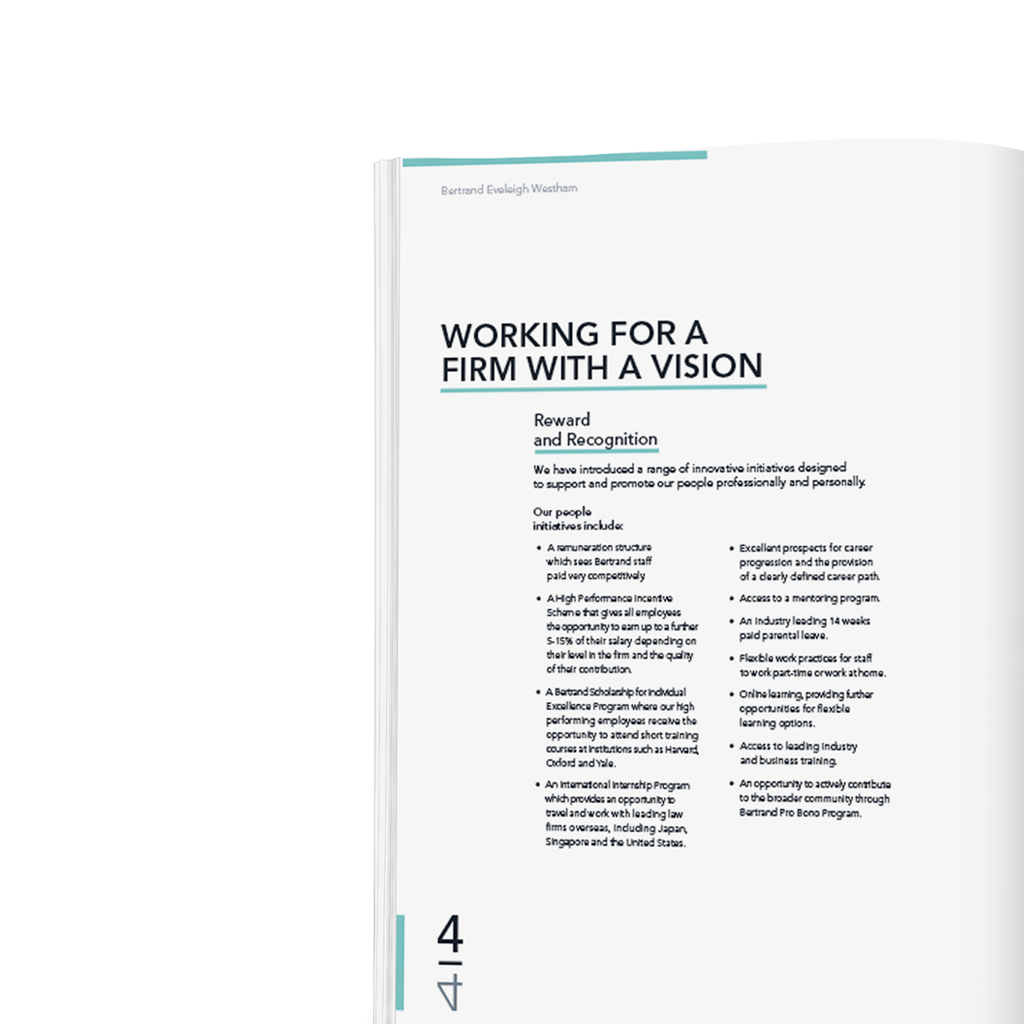 Bertrand Eveleigh Westham
WORKING FOR A
FIRM WITH A VISION
Reward
and Recognition
We have introduced a range of innovative initiatives designed
to support and promote our people professionally and personally.
Our people
initiatives include:
• A remuneration structure
which sees Bertrand staff
paid very competitively
• A High Performance Incentive
Scheme that gives all employees
the opportunity to earn up to a further
5-15% of their salary depending on
their level in the firm and the quality
of their contribution.
• A Bertrand Scholarship for Individual
Excellence Program where our high
performing employees receive the
opportunity to attend short training
courses at institutions such as Harvard,
Oxford and Yale.
• An International Internship Program
which provides an opportunity to
travel and work with leading law
firms overseas, including Japan,
Singapore and the United States.
• Excellent prospects for career
progression and the provision
of a clearly defined career path.
• Access to a mentoring program.
• An industry leading 14 weeks
paid parental leave.
• Flexible work practices for staff
to work part-time or work at home.
• Online learning, providing further
opportunities for flexible
learning options.
• Access to leading industry
and business training.
• An opportunity to actively contribute
to the broader community through
Bertrand Pro Bono Program.
4
4